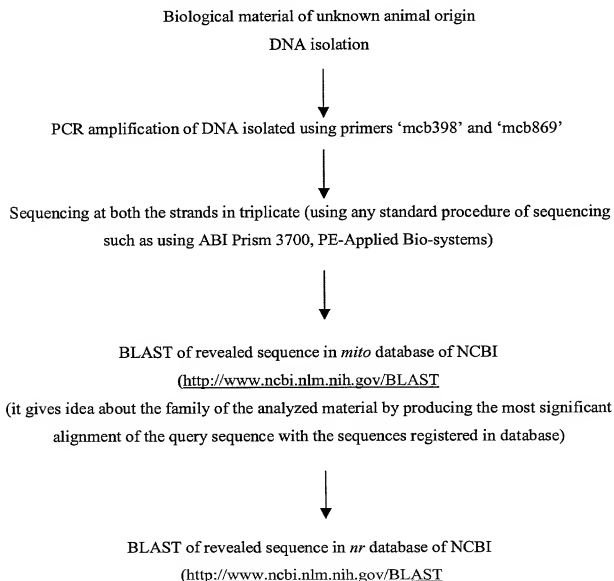 Biological material of unknown animal origin
DNA isolation
PCR amplification of DNA isolated using primers ‘mcb398’ and ‘mcb869’
Sequencing at both the strands in triplicate (using any standard procedure of sequencing
such as using ABI Prism 3700, PE-Applied Bio-systems)
BLAST of revealed sequence in mito database of NCBI
(http://www.ncbi.nlm.nih.gov/BLAST
(it gives idea about the family of the analyzed material by producing the most significant
alignment of the query sequence with the sequences registered in database)
BLAST of revealed sequence in nr database of NCBI
(http://www.ncbi.nlm.nih.gov/BLAST